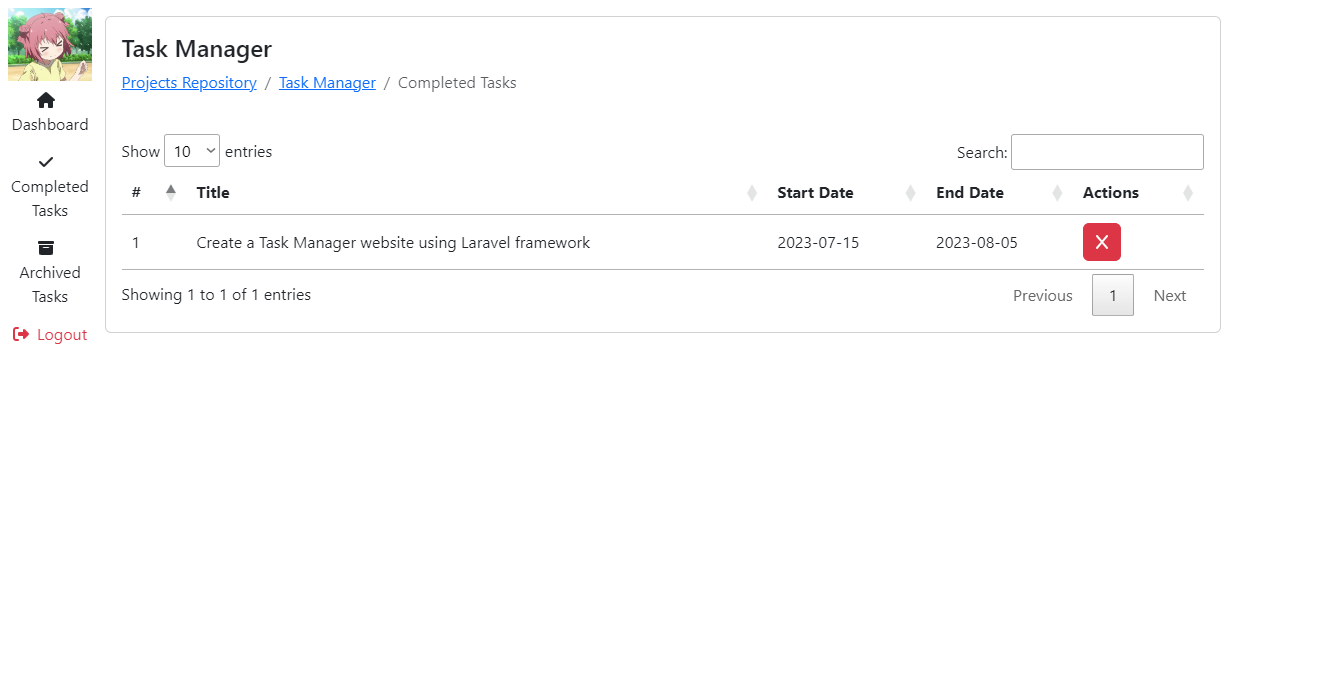 Dashboard
Completed
Tasks
Archived
Tasks
Logout
Task Manager
Projects Repository / Task Manager / Completed Tasks
Show 10 entries
Search:
# Title Start Date End Date Actions
1 Create a Task Manager website using Laravel framework 2023-07-15 2023-08-05 X
Showing 1 to 1 of 1 entries
Previous 1 Next